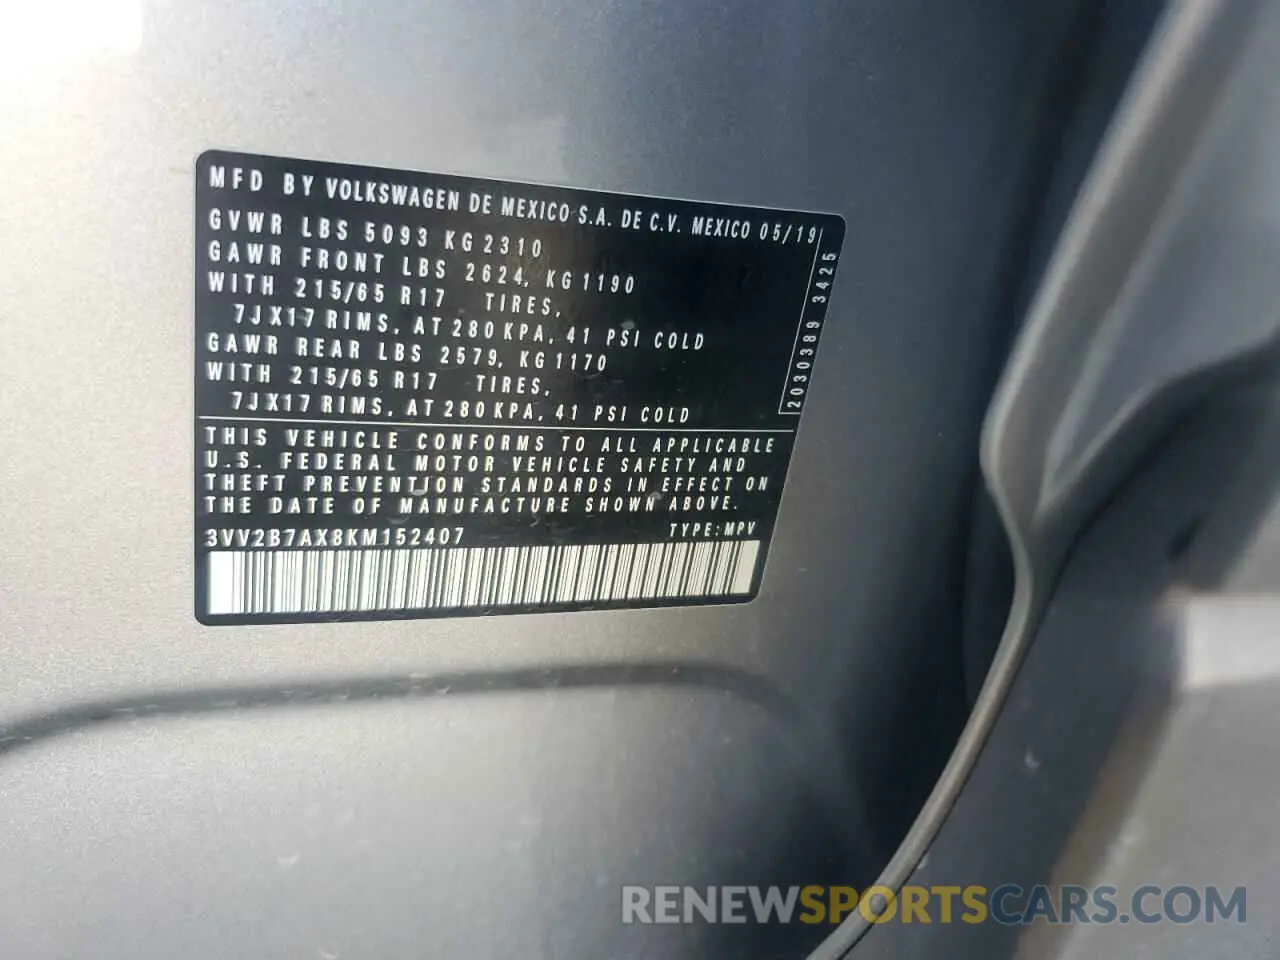 MFD BY VOLKSWAGEN DE MEXICO S.A. DE C.V. MEXICO 05/19
GVWR LBS 5093 KG 2310
GAWR FRONT LBS 2624, KG 1190
WITH 215/65 R17 TIRES,
7JX17 RIMS, AT 280 KPA, 41 PSI COLD
GAWR REAR LBS 2579, KG 1170
WITH 215/65 R17 TIRES,
7JX17 RIMS, AT 280 KPA, 41 PSI COLD
2030389 3425
THIS VEHICLE CONFORMS TO ALL APPLICABLE
U.S. FEDERAL MOTOR VEHICLE SAFETY AND
THEFT PREVENTION STANDARDS IN EFFECT ON
THE DATE OF MANUFACTURE SHOWN ABOVE.
3VV2B7AX8KM152407 TYPE: MPV
RENEWSPORTSCARS.COM